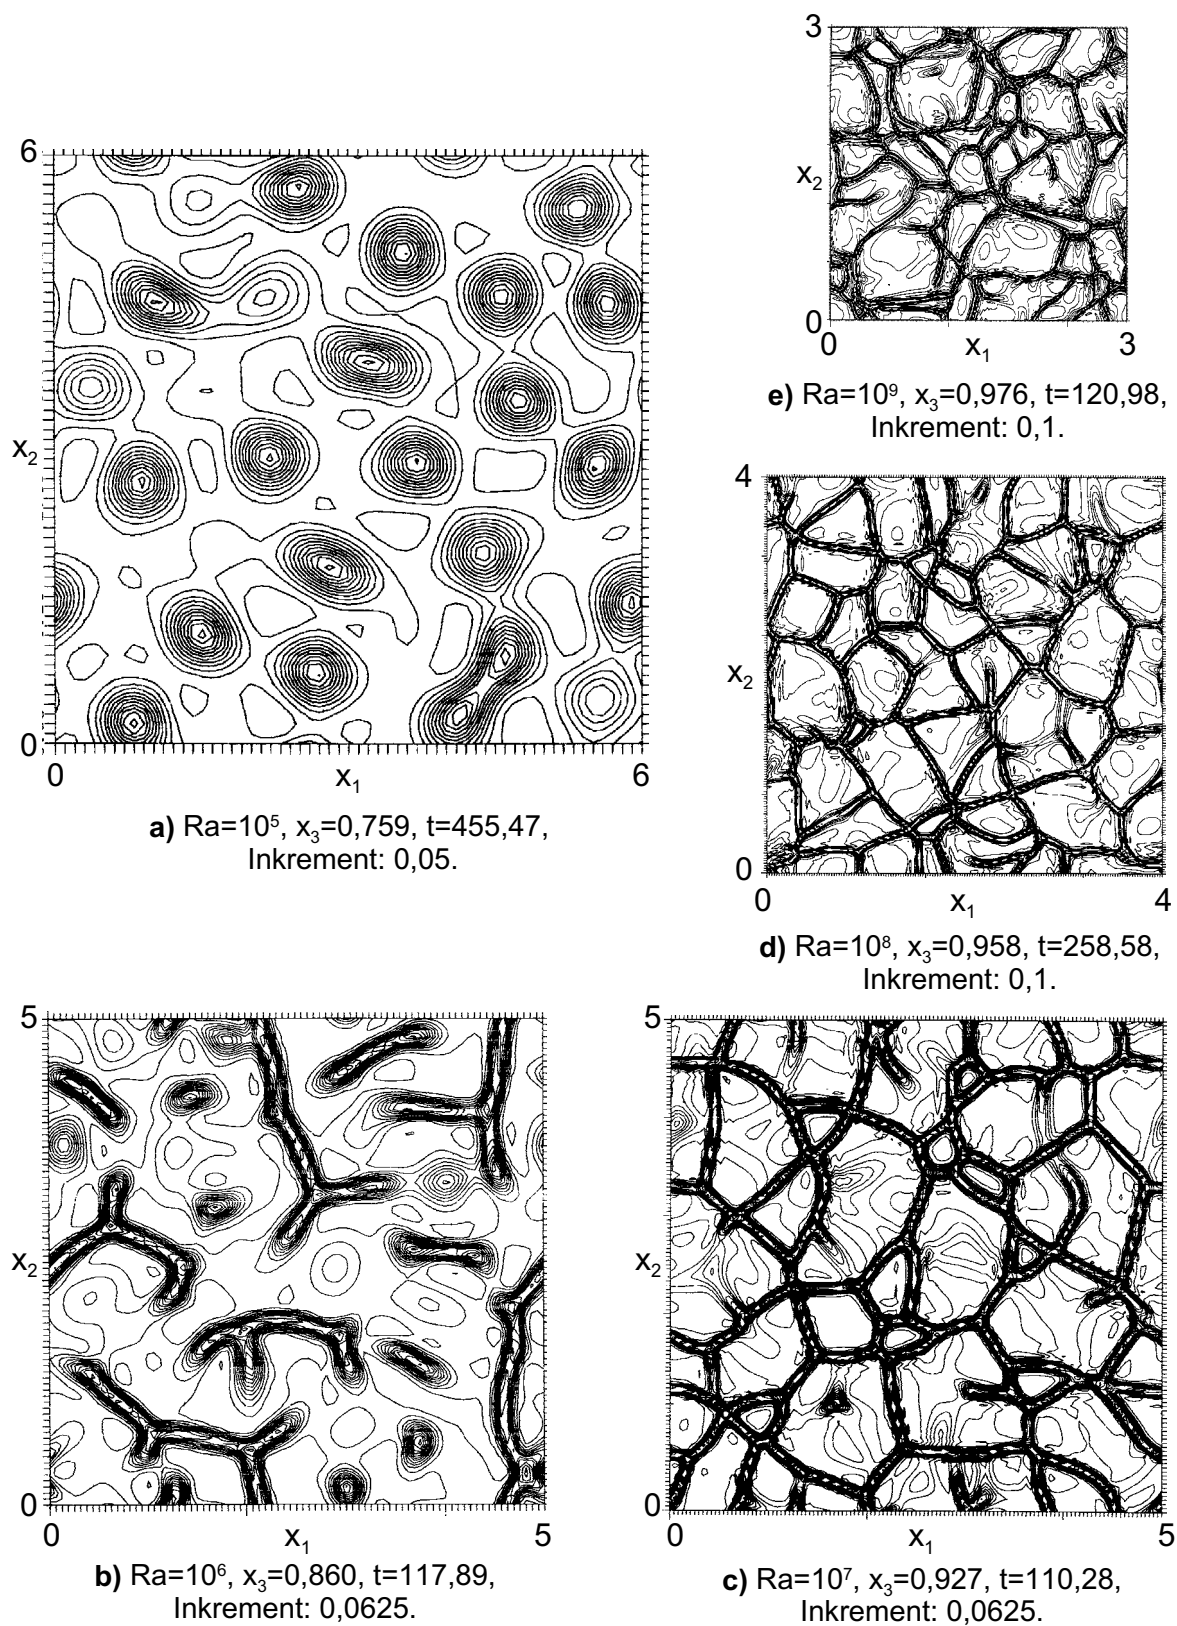 6
x₂
0
0
x₁
6
a) Ra=10⁵, x₃=0,759, t=455,47,
Inkrement: 0,05.
3
x₂
0
0
x₁
3
e) Ra=10⁹, x₃=0,976, t=120,98,
Inkrement: 0,1.
4
x₂
0
0
x₁
4
d) Ra=10⁸, x₃=0,958, t=258,58,
Inkrement: 0,1.
5
x₂
0
0
x₁
5
b) Ra=10⁶, x₃=0,860, t=117,89,
Inkrement: 0,0625.
5
x₂
0
0
x₁
5
c) Ra=10⁷, x₃=0,927, t=110,28,
Inkrement: 0,0625.